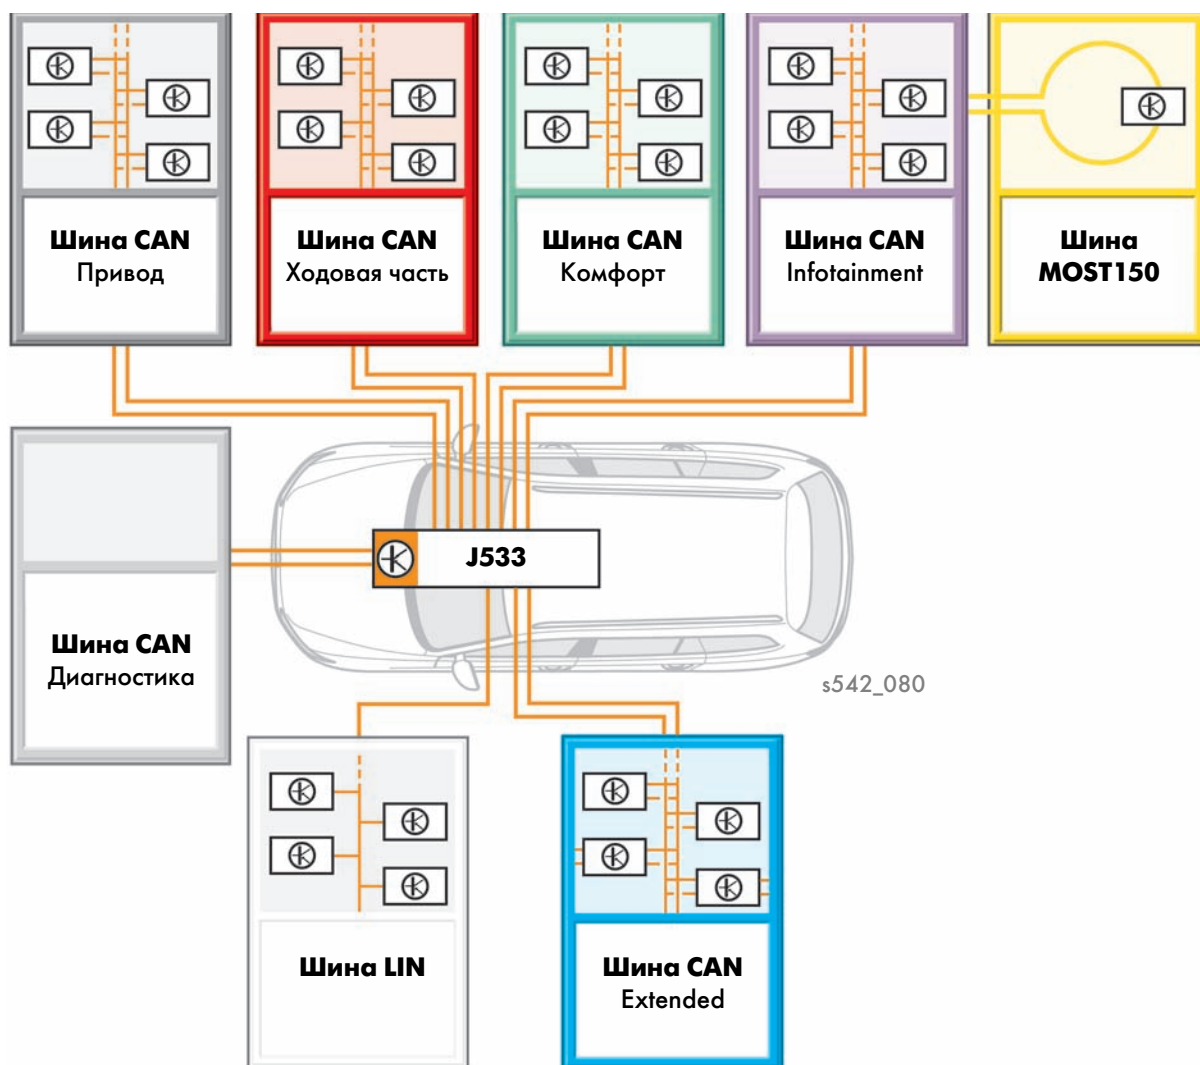 Шина CAN
Привод
Шина CAN
Ходовая часть
Шина CAN
Комфорт
Шина CAN
Infotainment
Шина
MOST150
J533
Шина CAN
Диагностика
s542_080
Шина LIN
Шина CAN
Extended